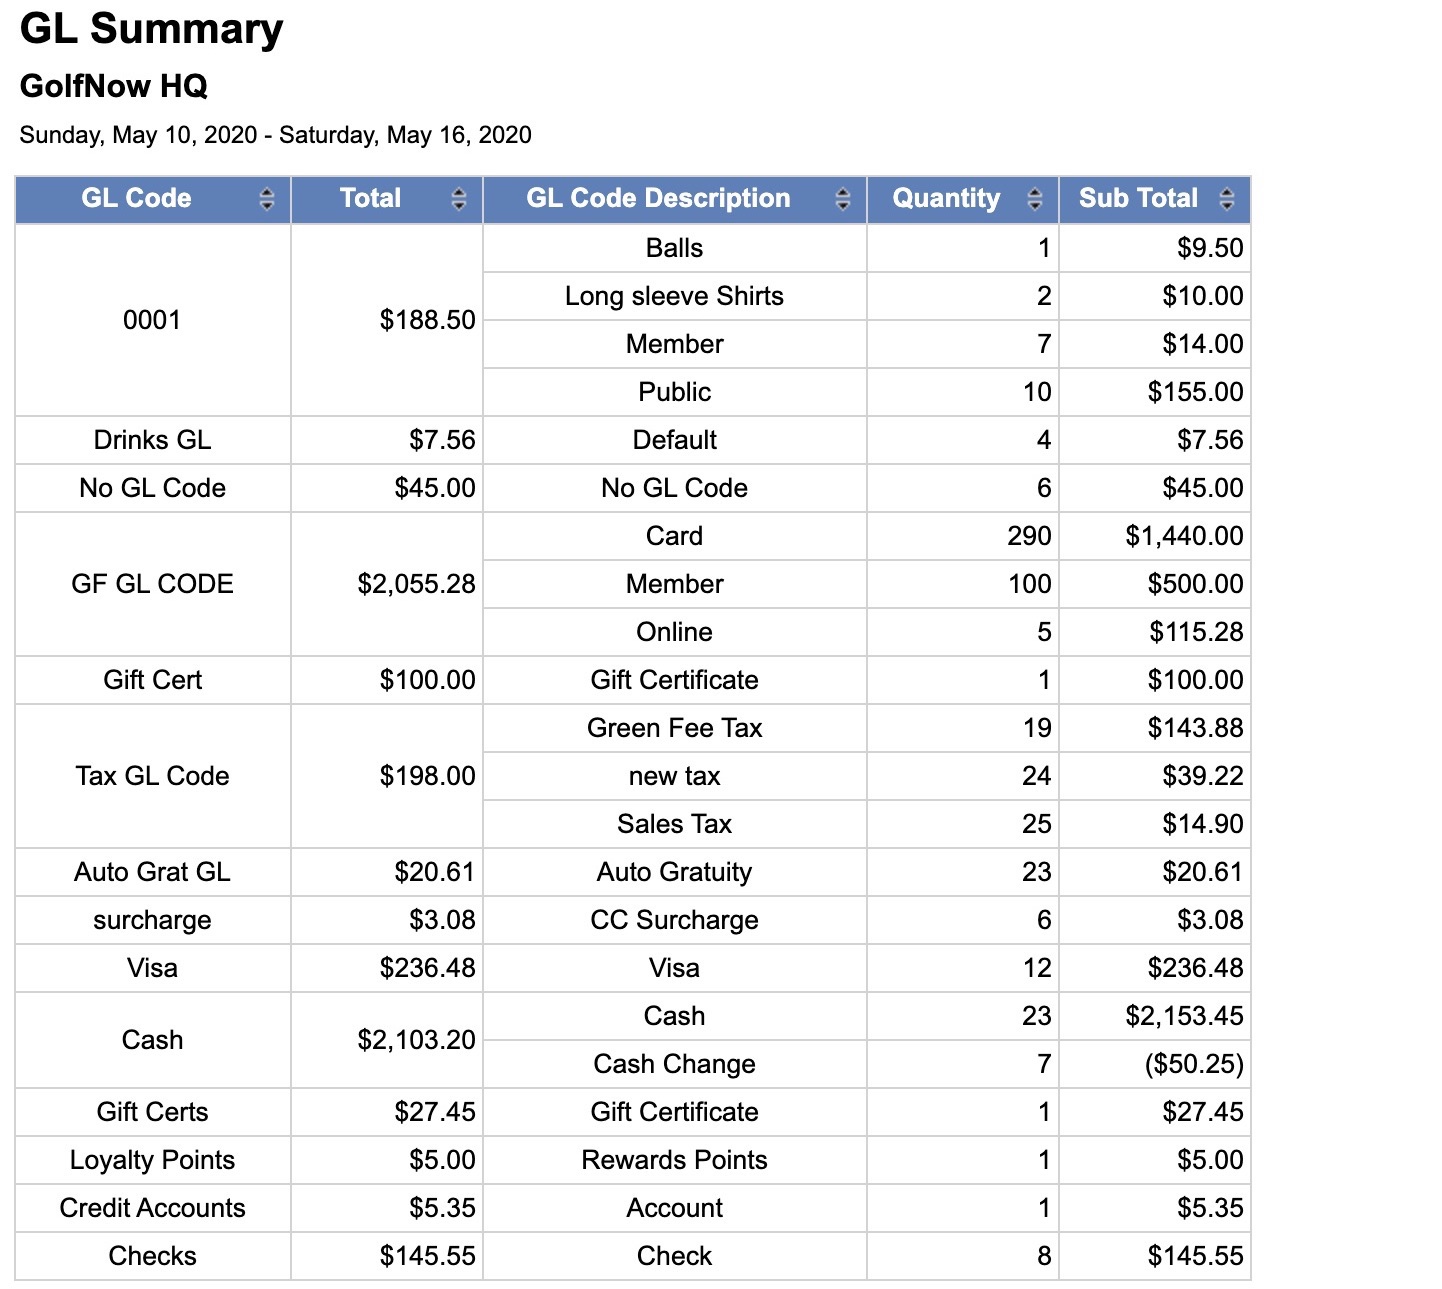 GL Summary
GolfNow HQ
Sunday, May 10, 2020 - Saturday, May 16, 2020
GL Code Total GL Code Description Quantity Sub Total
0001 $188.50 Balls 1 $9.50
Long sleeve Shirts 2 $10.00
Member 7 $14.00
Public 10 $155.00
Drinks GL $7.56 Default 4 $7.56
No GL Code $45.00 No GL Code 6 $45.00
GF GL CODE $2,055.28 Card 290 $1,440.00
Member 100 $500.00
Online 5 $115.28
Gift Cert $100.00 Gift Certificate 1 $100.00
Tax GL Code $198.00 Green Fee Tax 19 $143.88
new tax 24 $39.22
Sales Tax 25 $14.90
Auto Grat GL $20.61 Auto Gratuity 23 $20.61
surcharge $3.08 CC Surcharge 6 $3.08
Visa $236.48 Visa 12 $236.48
Cash $2,103.20 Cash 23 $2,153.45
Cash Change 7 ($50.25)
Gift Certs $27.45 Gift Certificate 1 $27.45
Loyalty Points $5.00 Rewards Points 1 $5.00
Credit Accounts $5.35 Account 1 $5.35
Checks $145.55 Check 8 $145.55